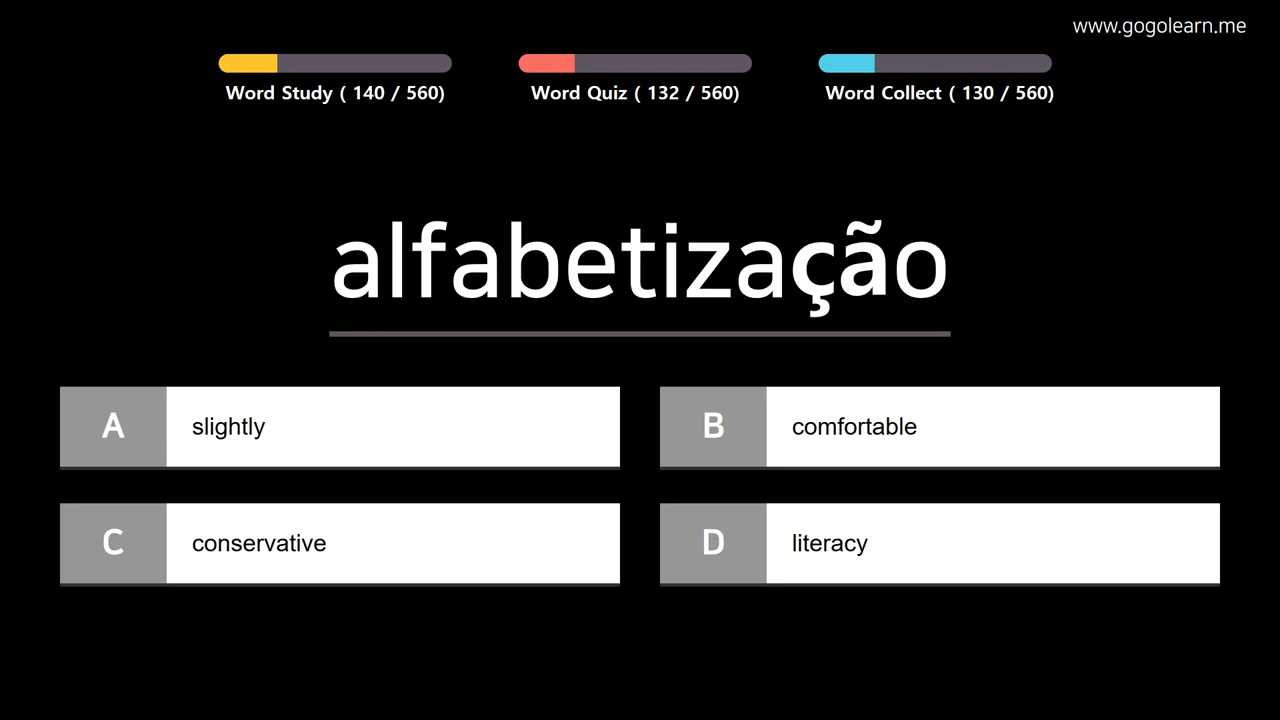 www.gogolearn.me
Word Study ( 140 / 560)
Word Quiz ( 132 / 560)
Word Collect ( 130 / 560)
alfabetização
A slightly
B comfortable
C conservative
D literacy